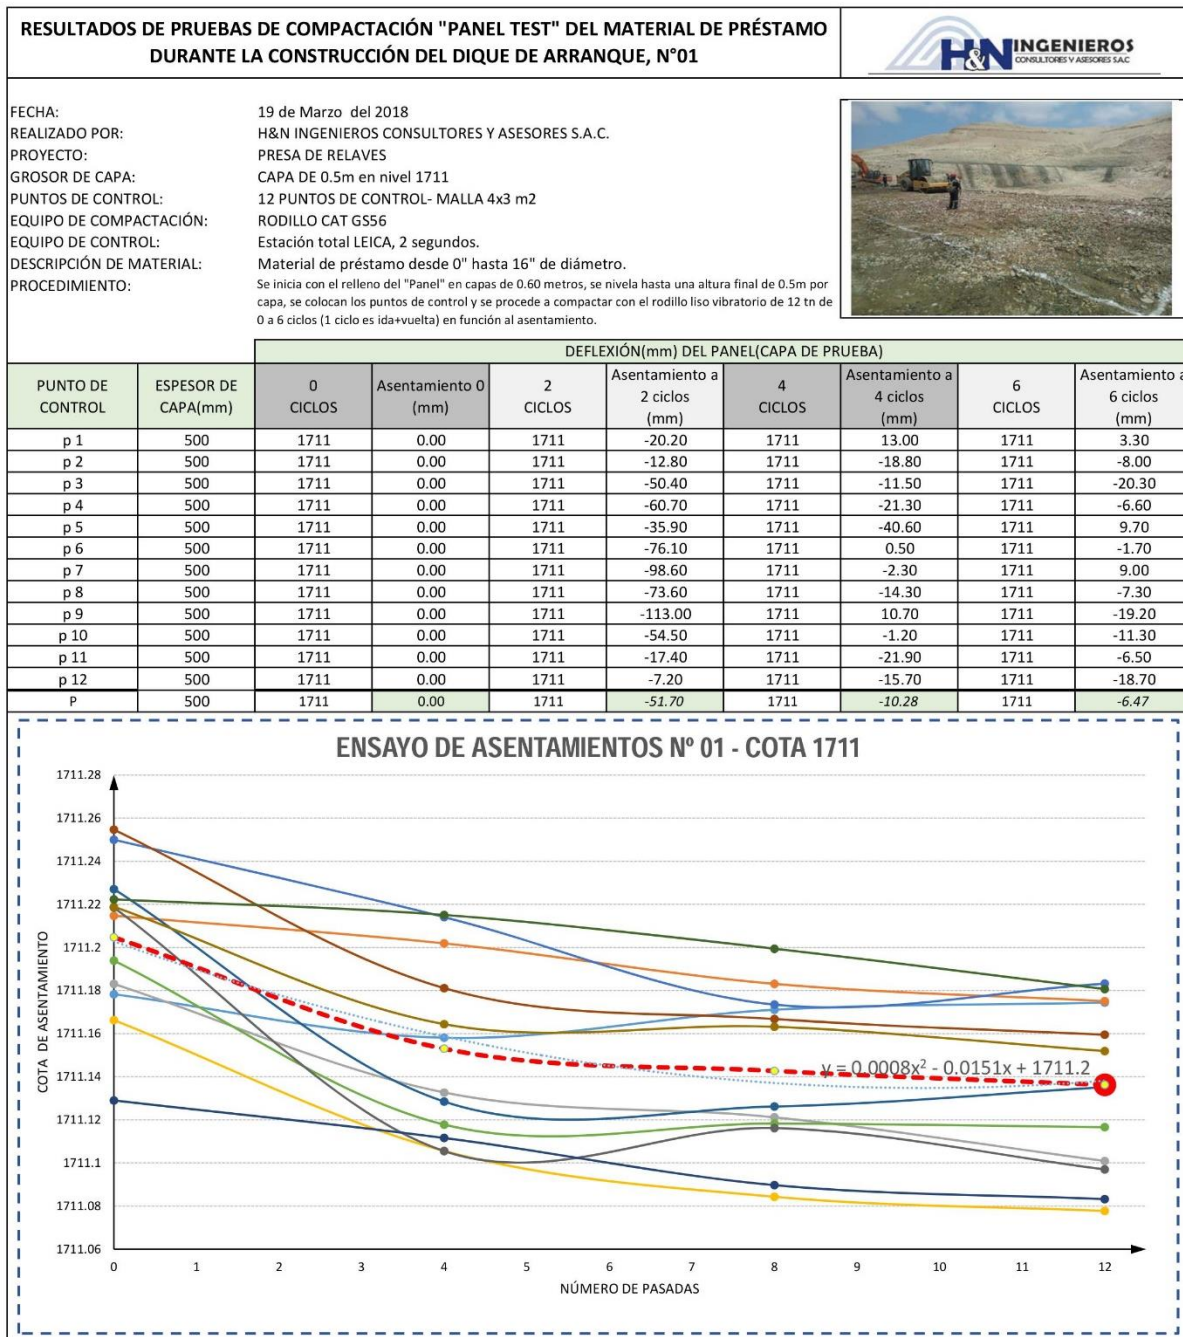 RESULTADOS DE PRUEBAS DE COMPACTACIÓN "PANEL TEST" DEL MATERIAL DE PRÉSTAMO
DURANTE LA CONSTRUCCIÓN DEL DIQUE DE ARRANQUE, N°01
H&N INGENIEROS
CONSULTORES Y ASESORES S.A.C
FECHA: 19 de Marzo del 2018
REALIZADO POR: H&N INGENIEROS CONSULTORES Y ASESORES S.A.C.
PROYECTO: PRESA DE RELAVES
GROSOR DE CAPA: CAPA DE 0.5m en nivel 1711
PUNTOS DE CONTROL: 12 PUNTOS DE CONTROL- MALLA 4x3 m2
EQUIPO DE COMPACTACIÓN: RODILLO CAT GS56
EQUIPO DE CONTROL: Estación total LEICA, 2 segundos.
DESCRIPCIÓN DE MATERIAL: Material de préstamo desde 0" hasta 16" de diámetro.
PROCEDIMIENTO: Se inicia con el relleno del "Panel" en capas de 0.60 metros, se nivela hasta una altura final de 0.5m por
capa, se colocan los puntos de control y se procede a compactar con el rodillo liso vibratorio de 12 tn de
0 a 6 ciclos (1 ciclo es ida+vuelta) en función al asentamiento.
DEFLEXIÓN(mm) DEL PANEL(CAPA DE PRUEBA)
PUNTO DE CONTROL ESPESOR DE CAPA(mm) 0 CICLOS Asentamiento 0 (mm) 2 CICLOS Asentamiento a 2 ciclos (mm) 4 CICLOS Asentamiento a 4 ciclos (mm) 6 CICLOS Asentamiento a 6 ciclos (mm)
p 1 500 1711 0.00 1711 -20.20 1711 13.00 1711 3.30
p 2 500 1711 0.00 1711 -12.80 1711 -18.80 1711 -8.00
p 3 500 1711 0.00 1711 -50.40 1711 -11.50 1711 -20.30
p 4 500 1711 0.00 1711 -60.70 1711 -21.30 1711 -6.60
p 5 500 1711 0.00 1711 -35.90 1711 -40.60 1711 9.70
p 6 500 1711 0.00 1711 -76.10 1711 0.50 1711 -1.70
p 7 500 1711 0.00 1711 -98.60 1711 -2.30 1711 9.00
p 8 500 1711 0.00 1711 -73.60 1711 -14.30 1711 -7.30
p 9 500 1711 0.00 1711 -113.00 1711 10.70 1711 -19.20
p 10 500 1711 0.00 1711 -54.50 1711 -1.20 1711 -11.30
p 11 500 1711 0.00 1711 -17.40 1711 -21.90 1711 -6.50
p 12 500 1711 0.00 1711 -7.20 1711 -15.70 1711 -18.70
P 500 1711 0.00 1711 -51.70 1711 -10.28 1711 -6.47
ENSAYO DE ASENTAMIENTOS Nº 01 - COTA 1711
COTA DE ASENTAMIENTO
1711.28
1711.26
1711.24
1711.22
1711.2
1711.18
1711.16
1711.14
1711.12
1711.1
1711.08
1711.06
y = 0.0008x² - 0.0151x + 1711.2
0 1 2 3 4 5 6 7 8 9 10 11 12
NÚMERO DE PASADAS